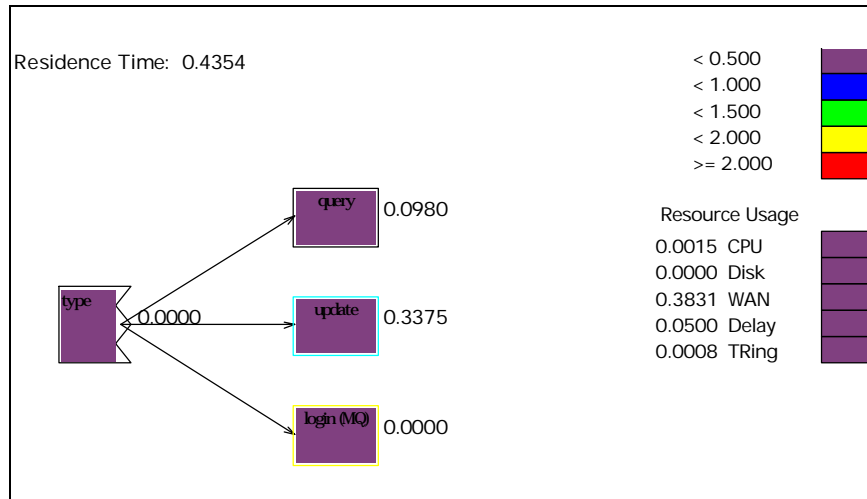 Residence Time: 0.4354
< 0.500
< 1.000
< 1.500
< 2.000
>= 2.000
query
0.0980
Resource Usage
0.0015 CPU
0.0000 Disk
0.3831 WAN
0.0500 Delay
0.0008 TRing
type
0.0000
update
0.3375
login (MQ)
0.0000